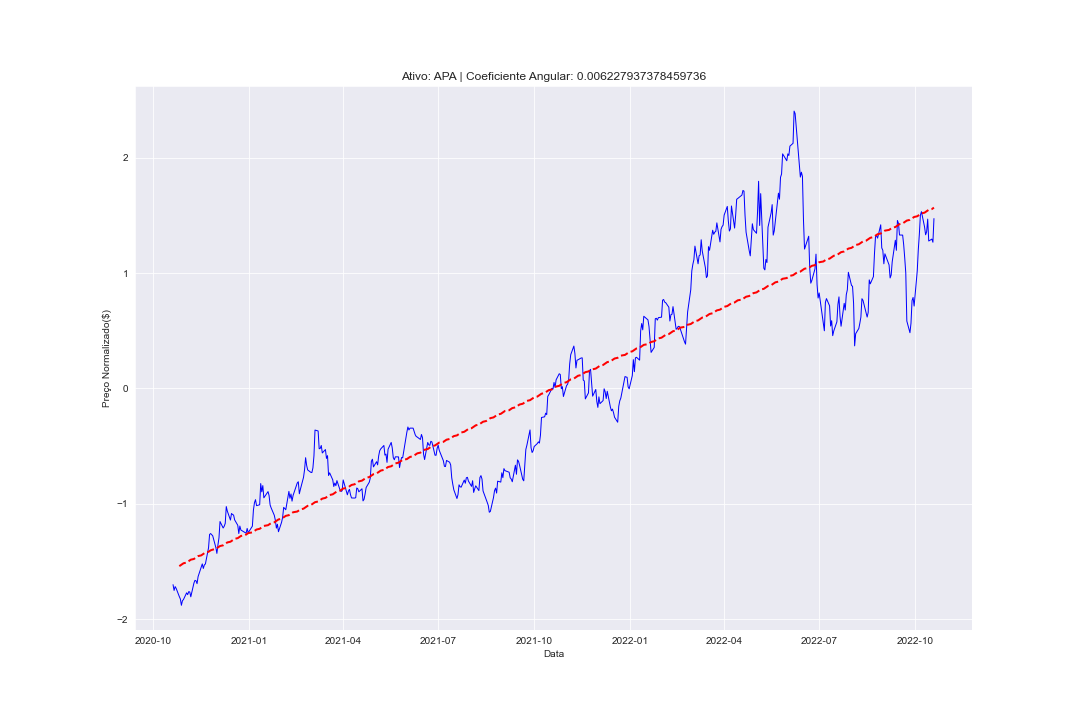 Ativo: APA | Coeficiente Angular: 0.006227937378459736
Preço Normalizado($)
2
1
0
−1
−2
2020-10 2021-01 2021-04 2021-07 2021-10 2022-01 2022-04 2022-07 2022-10
Data